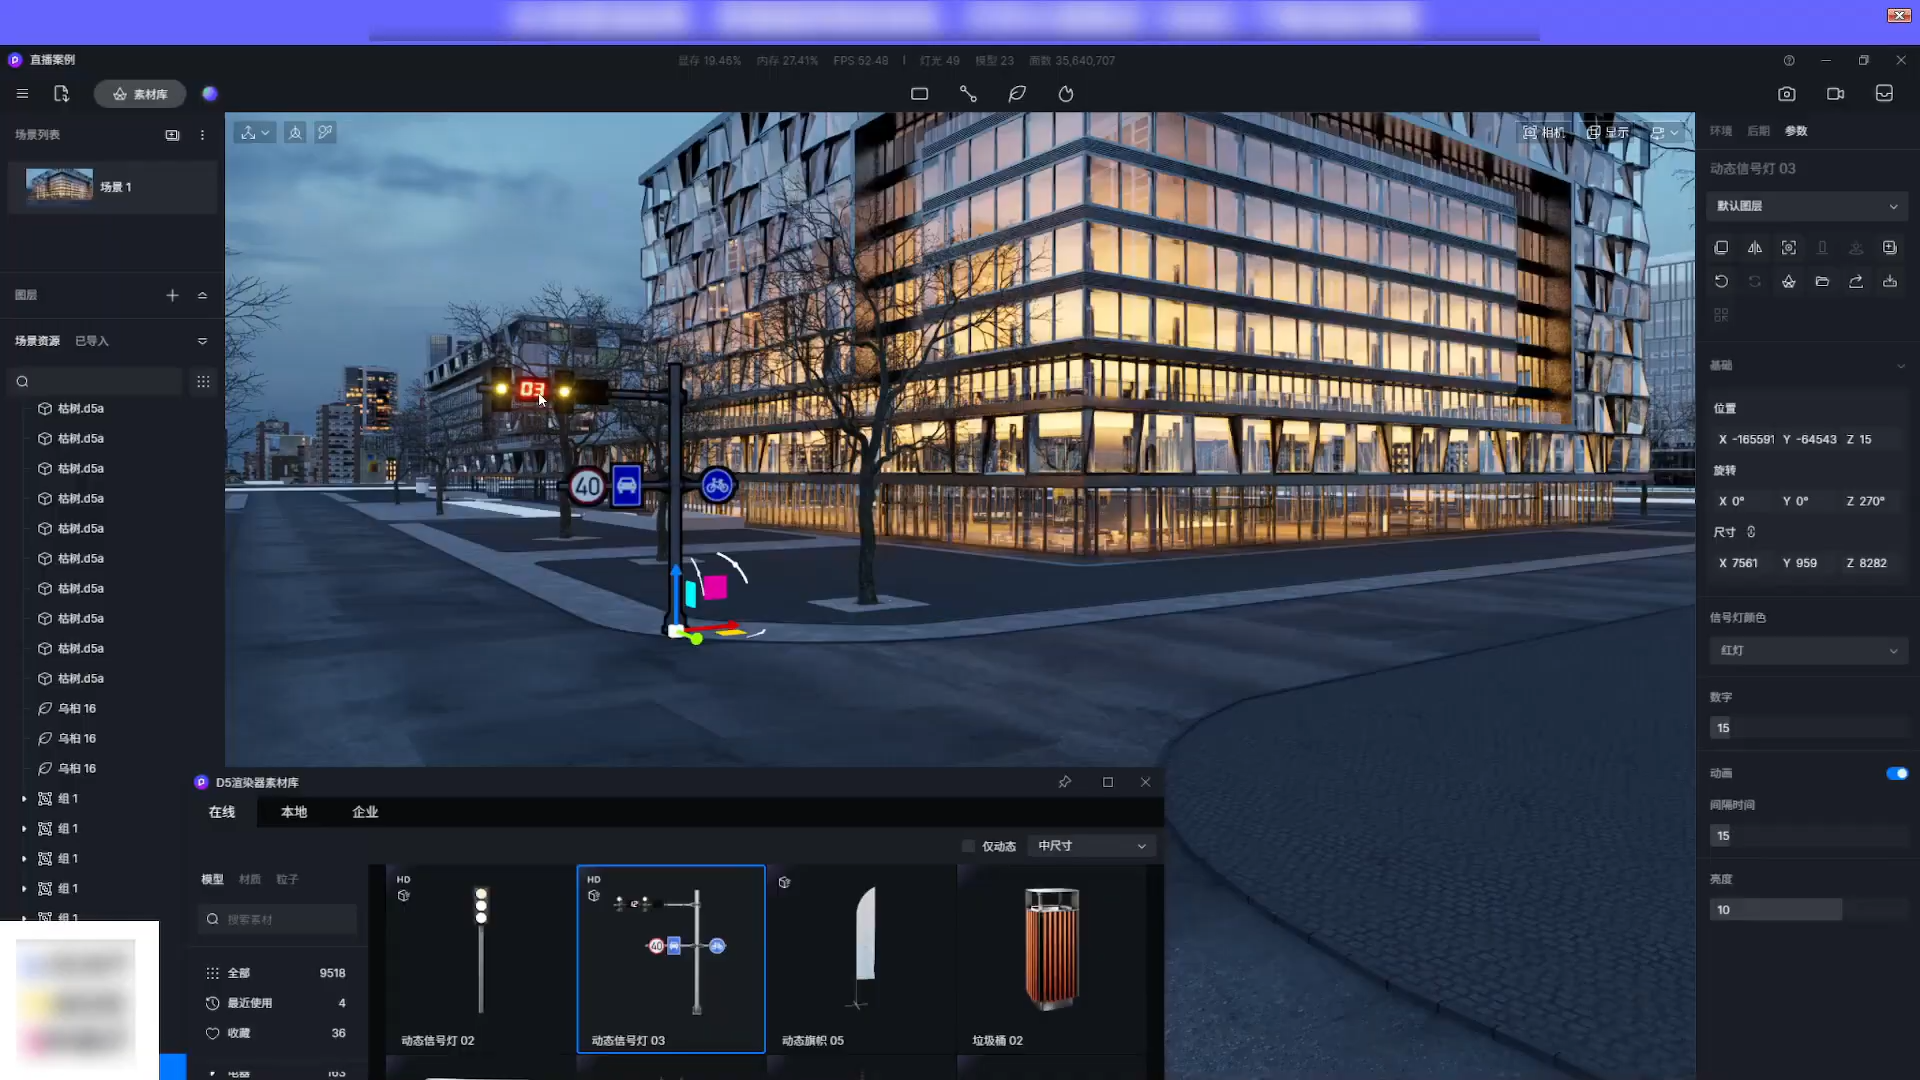 直播案例
显存 19.46% 内存 27.41% FPS 52.48 | 灯光 49 模型 23 面数 35,640,707
素材库
场景列表
场景 1
图层
场景资源 已导入
枯树.d5a
枯树.d5a
枯树.d5a
枯树.d5a
枯树.d5a
枯树.d5a
枯树.d5a
枯树.d5a
枯树.d5a
枯树.d5a
乌桕 16
乌桕 16
乌桕 16
组 1
组 1
组 1
组 1
组 1
相机 显示
03
40
环境 后期 参数
动态信号灯 03
默认图层
基础
位置
X -165591 Y -64543 Z 15
旋转
X 0° Y 0° Z 270°
尺寸
X 7561 Y 959 Z 8282
信号灯颜色
红灯
数字
15
动画
间隔时间
15
亮度
10
D5渲染器素材库
在线 本地 企业
仅动态 中尺寸
模型 材质 粒子
搜索素材
全部 9518
最近使用 4
收藏 36
电器 163
HD
动态信号灯 02
HD
12
40
动态信号灯 03
动态旗帜 05
垃圾桶 02